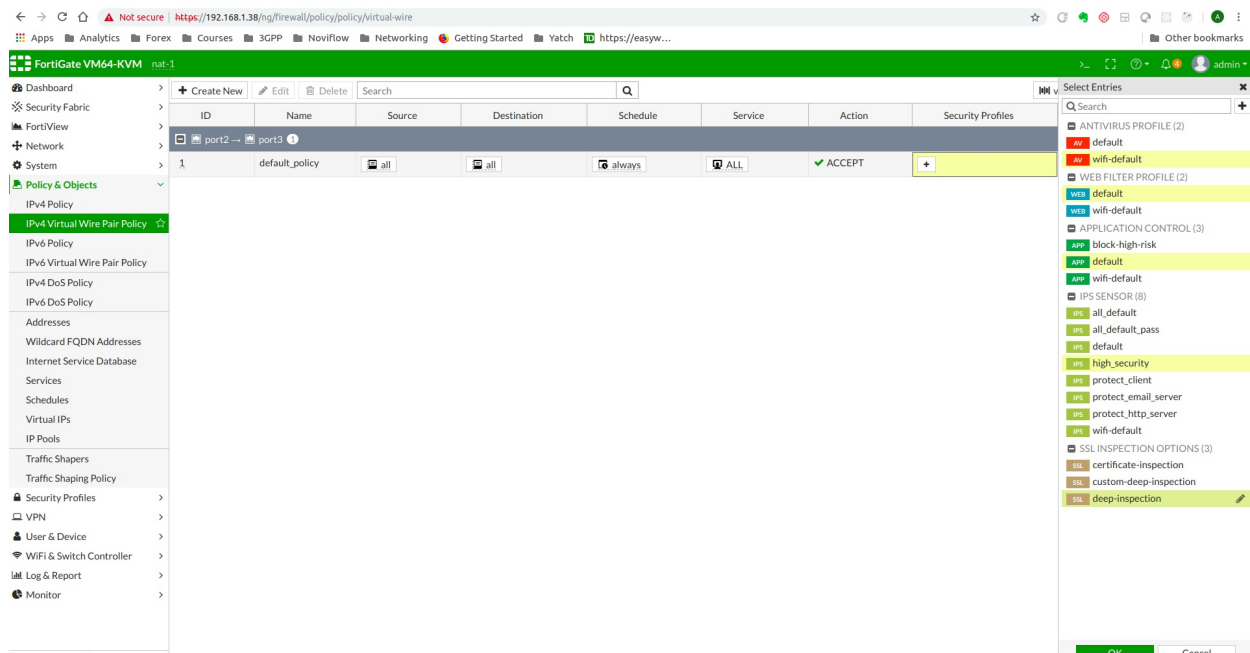 Not secure | https://192.168.1.38/ng/firewall/policy/policy/virtual-wire
Apps Analytics Forex Courses 3GPP Noviflow Networking Getting Started Yatch https://easyw... Other bookmarks
FortiGate VM64-KVM nat-1 admin
Dashboard
Security Fabric
FortiView
Network
System
Policy & Objects
IPv4 Policy
IPv4 Virtual Wire Pair Policy
IPv6 Policy
IPv6 Virtual Wire Pair Policy
IPv4 DoS Policy
IPv6 DoS Policy
Addresses
Wildcard FQDN Addresses
Internet Service Database
Services
Schedules
Virtual IPs
IP Pools
Traffic Shapers
Traffic Shaping Policy
Security Profiles
VPN
User & Device
WiFi & Switch Controller
Log & Report
Monitor
+ Create New Edit Delete Search
ID Name Source Destination Schedule Service Action Security Profiles
port2 → port3 1
1 default_policy all all always ALL ACCEPT +
Select Entries
Search
ANTIVIRUS PROFILE (2)
AV default
AV wifi-default
WEB FILTER PROFILE (2)
WEB default
WEB wifi-default
APPLICATION CONTROL (3)
APP block-high-risk
APP default
APP wifi-default
IPS SENSOR (8)
IPS all_default
IPS all_default_pass
IPS default
IPS high_security
IPS protect_client
IPS protect_email_server
IPS protect_http_server
IPS wifi-default
SSL INSPECTION OPTIONS (3)
SSL certificate-inspection
SSL custom-deep-inspection
SSL deep-inspection
OK Cancel